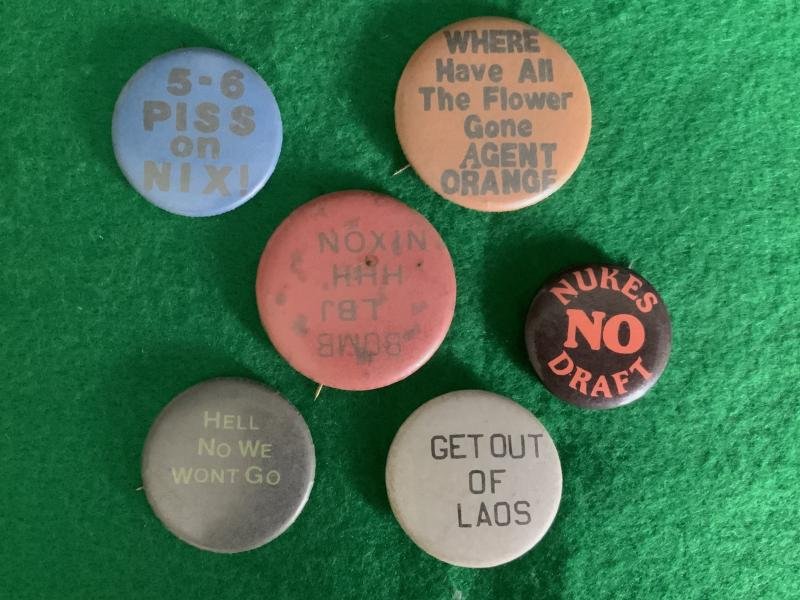 5-6
PISS
on
NIX!
WHERE
Have All
The Flower
Gone
AGENT
ORANGE
BOMB
LBJ
HHH
NIXON
NUKES
NO
DRAFT
HELL
NO WE
WONT GO
GET OUT
OF
LAOS